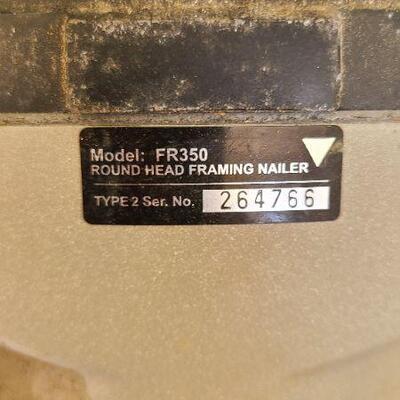 Model: FR350
ROUND HEAD FRAMING NAILER
TYPE 2 Ser. No. 264766